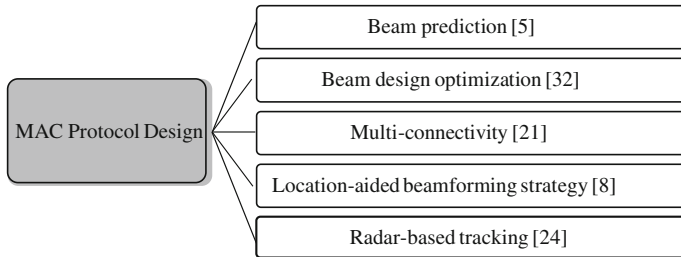 MAC Protocol Design
Beam prediction [5]
Beam design optimization [32]
Multi-connectivity [21]
Location-aided beamforming strategy [8]
Radar-based tracking [24]